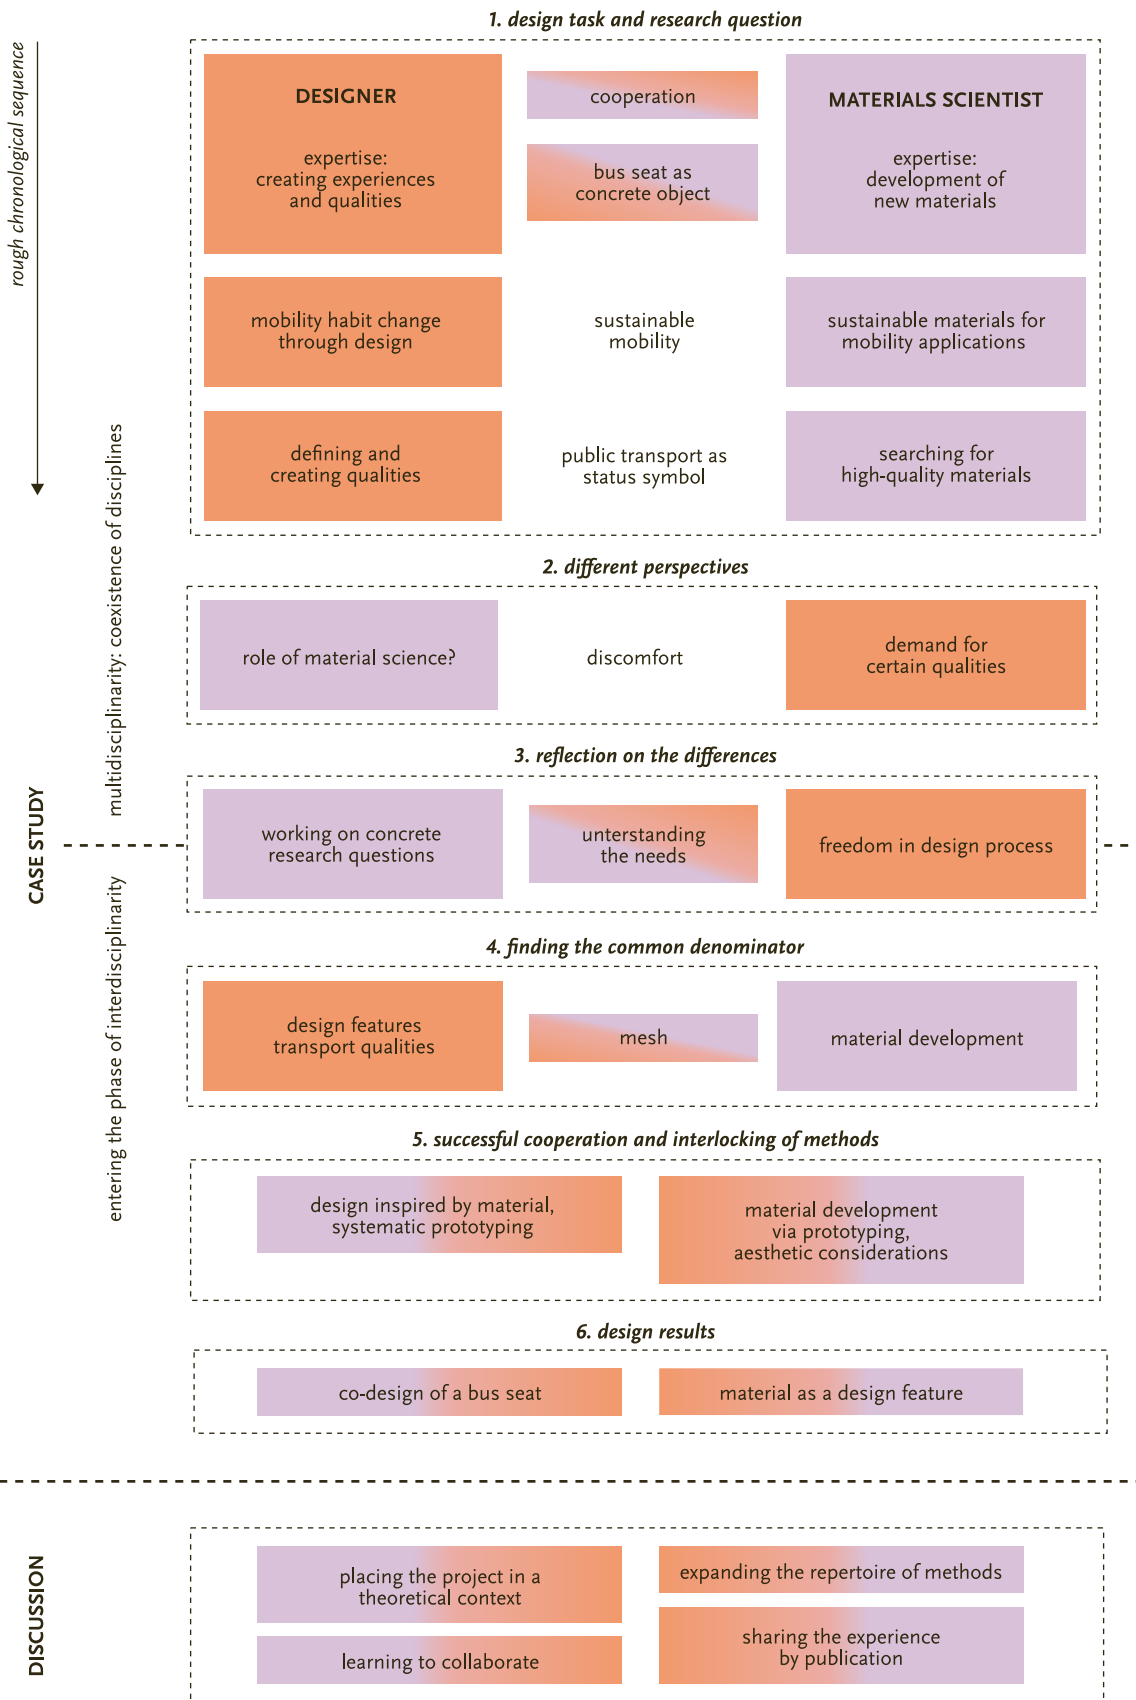 1. design task and research question
rough chronological sequence
DESIGNER
expertise:
creating experiences
and qualities
cooperation
bus seat as
concrete object
MATERIALS SCIENTIST
expertise:
development of
new materials
mobility habit change
through design
sustainable
mobility
sustainable materials for
mobility applications
defining and
creating qualities
public transport as
status symbol
searching for
high-quality materials
CASE STUDY
multidisciplinarity: coexistence of disciplines
2. different perspectives
role of material science?
discomfort
demand for
certain qualities
3. reflection on the differences
working on concrete
research questions
unterstanding
the needs
freedom in design process
entering the phase of interdisciplinarity
4. finding the common denominator
design features
transport qualities
mesh
material development
5. successful cooperation and interlocking of methods
design inspired by material,
systematic prototyping
material development
via prototyping,
aesthetic considerations
6. design results
co-design of a bus seat
material as a design feature
DISCUSSION
placing the project in a
theoretical context
learning to collaborate
expanding the repertoire of methods
sharing the experience
by publication